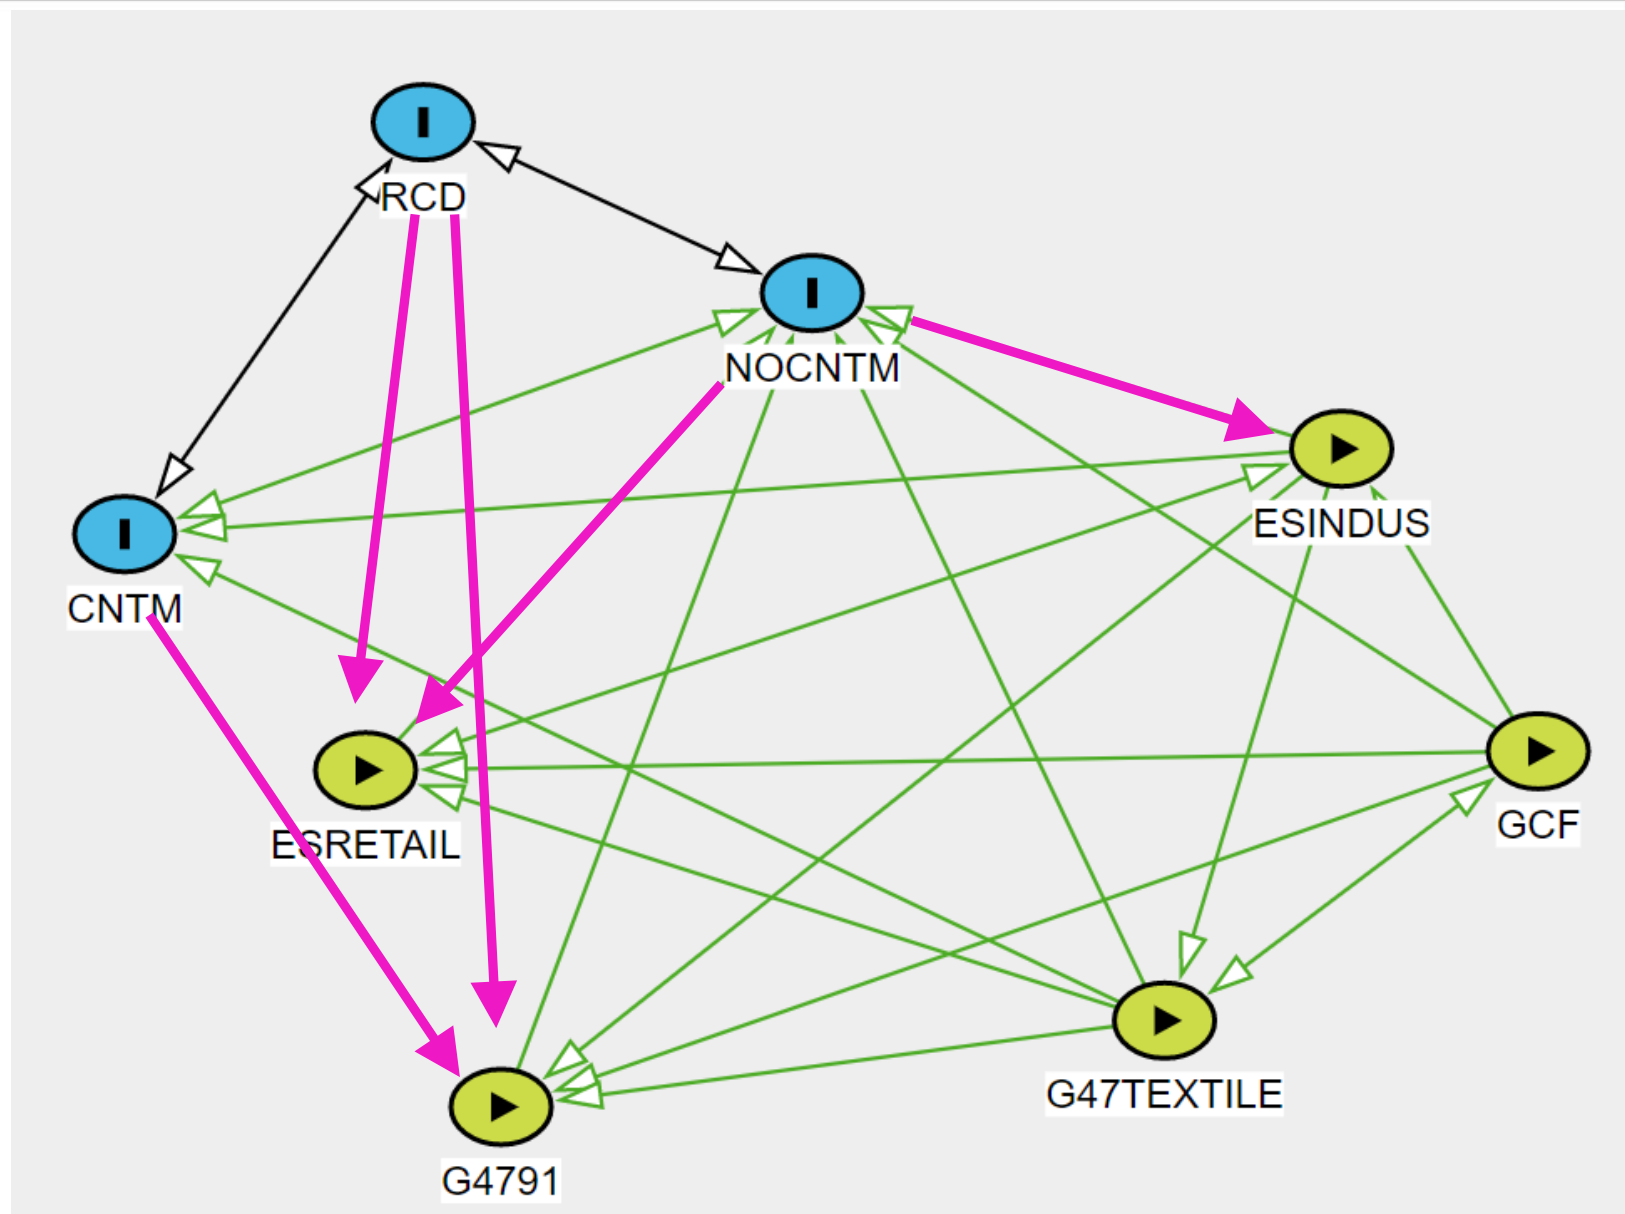 RCD
NOCNTM
ESINDUS
CNTM
ESRETAIL
GCF
G47TEXTILE
G4791